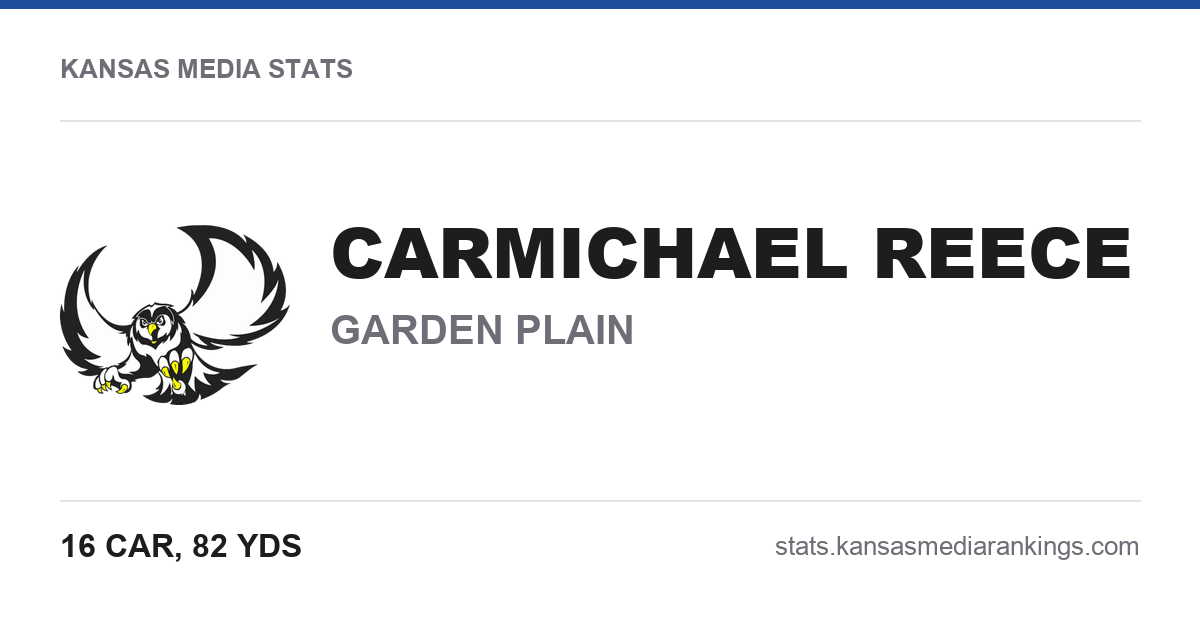 KANSAS MEDIA STATS
CARMICHAEL REECE
GARDEN PLAIN
16 CAR, 82 YDS
stats.kansasmediarankings.com